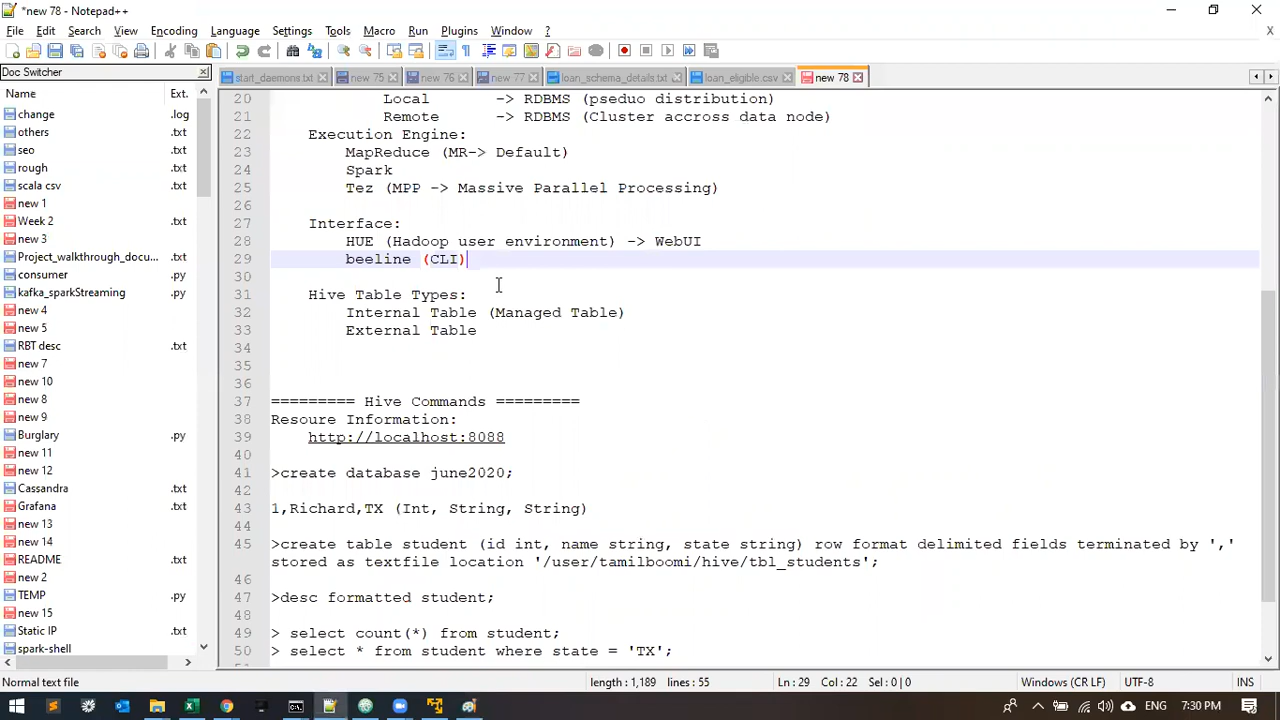 *new 78 - Notepad++
File Edit Search View Encoding Language Settings Tools Macro Run Plugins Window ? X
Doc Switcher
start_daemons.txt new 75 new 76 new 77 loan_schema_details.txt loan_eligible.csv new 78
Name Ext.
change .log
others .txt
seo .txt
rough .txt
scala csv .txt
new 1
Week 2 .txt
new 3
Project_walkthrough_docu... .txt
consumer .py
kafka_sparkStreaming .py
new 4
new 5
RBT desc .txt
new 7
new 10
new 8
new 9
Burglary .py
new 11
new 12
Cassandra .txt
Grafana .txt
new 13
new 14
README .txt
new 2
TEMP .py
new 15
Static IP .txt
spark-shell .txt
20 Local -> RDBMS (pseduo distribution)
21 Remote -> RDBMS (Cluster accross data node)
22 Execution Engine:
23 MapReduce (MR-> Default)
24 Spark
25 Tez (MPP -> Massive Parallel Processing)
26
27 Interface:
28 HUE (Hadoop user environment) -> WebUI
29 beeline (CLI)
30
31 Hive Table Types:
32 Internal Table (Managed Table)
33 External Table
34
35
36
37 ========= Hive Commands =========
38 Resoure Information:
39 http://localhost:8088
40
41 >create database june2020;
42
43 1,Richard,TX (Int, String, String)
44
45 >create table student (id int, name string, state string) row format delimited fields terminated by ','
stored as textfile location '/user/tamilboomi/hive/tbl_students';
46
47 >desc formatted student;
48
49 > select count(*) from student;
50 > select * from student where state = 'TX';
Normal text file length : 1,189 lines : 55 Ln : 29 Col : 22 Sel : 0 | 0 Windows (CR LF) UTF-8 INS
ENG 7:30 PM